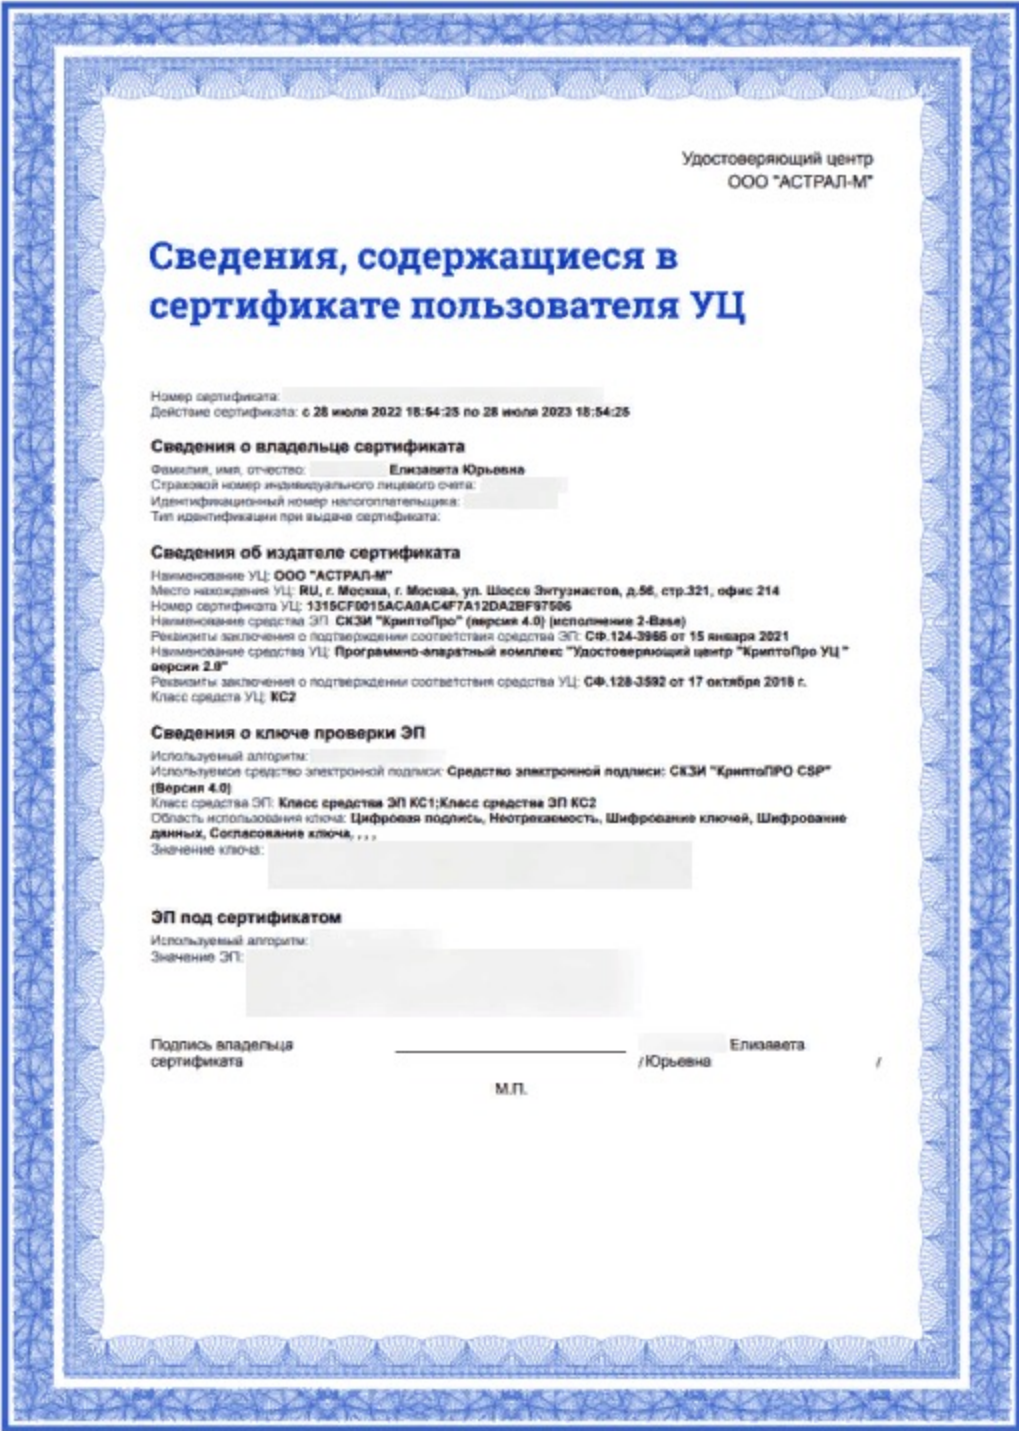 Удостоверяющий центр
ООО "АСТРАЛ-М"
Сведения, содержащиеся в
сертификате пользователя УЦ
Номер сертификата:
Действие сертификата: с 28 июля 2022 18:54:25 по 28 июля 2023 18:54:25
Сведения о владельце сертификата
Фамилия, имя, отчество: Елизавета Юрьевна
Страховой номер индивидуального лицевого счета:
Идентификационный номер налогоплательщика:
Тип идентификации при выдаче сертификата:
Сведения об издателе сертификата
Наименование УЦ: ООО "АСТРАЛ-М"
Место нахождения УЦ: RU, г. Москва, г. Москва, ул. Шоссе Энтузиастов, д.56, стр.321, офис 214
Номер сертификата УЦ:
Наименование средства ЭП: СКЗИ "КриптоПро" (версия 4.0) (исполнение 2-Base)
Реквизиты заключения о подтверждении соответствия средства ЭП: СФ.124-3966 от 15 января 2021
Наименование средства УЦ: Программно-апаратный комплекс "Удостоверяющий центр "КриптоПро УЦ "
версии 2.0"
Реквизиты заключения о подтверждении соответствия средства УЦ: СФ.128-3592 от 17 октября 2018 г.
Класс средств УЦ: КС2
Сведения о ключе проверки ЭП
Используемый алгоритм:
Используемое средство электронной подписи: Средство электронной подписи: СКЗИ "КриптоПРО CSP"
(Версия 4.0)
Класс средства ЭП: Класс средства ЭП КС1;Класс средства ЭП КС2
Область использования ключа: Цифровая подпись, Неотрекаемость, Шифрование ключей, Шифрование
данных, Согласование ключа, , , ,
Значение ключа:
ЭП под сертификатом
Используемый алгоритм:
Значение ЭП:
Подпись владельца Елизавета
сертификата /Юрьевна /
М.П.